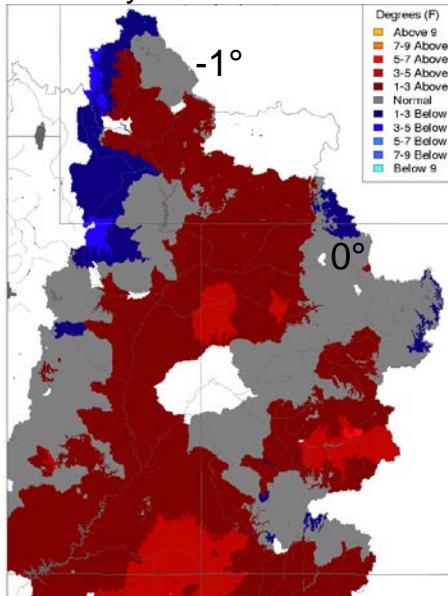 Degrees (F)
Above 9
7-9 Above
5-7 Above
3-5 Above
1-3 Above
Normal
1-3 Below
3-5 Below
5-7 Below
7-9 Below
Below 9
-1°
0°